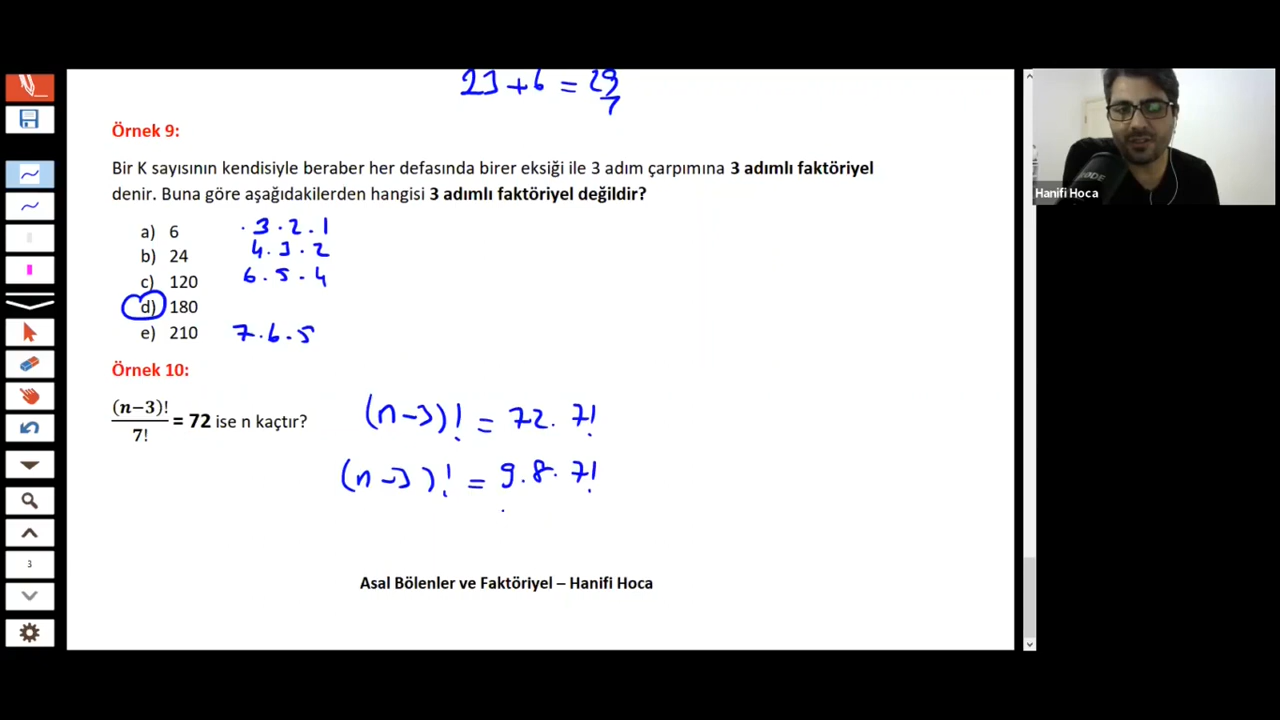 23 + 6 = 29
7
Örnek 9:
Bir K sayısının kendisiyle beraber her defasında birer eksiği ile 3 adım çarpımına 3 adımlı faktöriyel
denir. Buna göre aşağıdakilerden hangisi 3 adımlı faktöriyel değildir?
a) 6 3.2.1
b) 24 4.3.2
c) 120 6.5.4
d) 180
e) 210 7.6.5
Örnek 10:
(n−3)!/7! = 72 ise n kaçtır?
(n-3)! = 72. 7!
(n-3)! = 9.8.7!
Asal Bölenler ve Faktöriyel – Hanifi Hoca
3
Hanifi Hoca